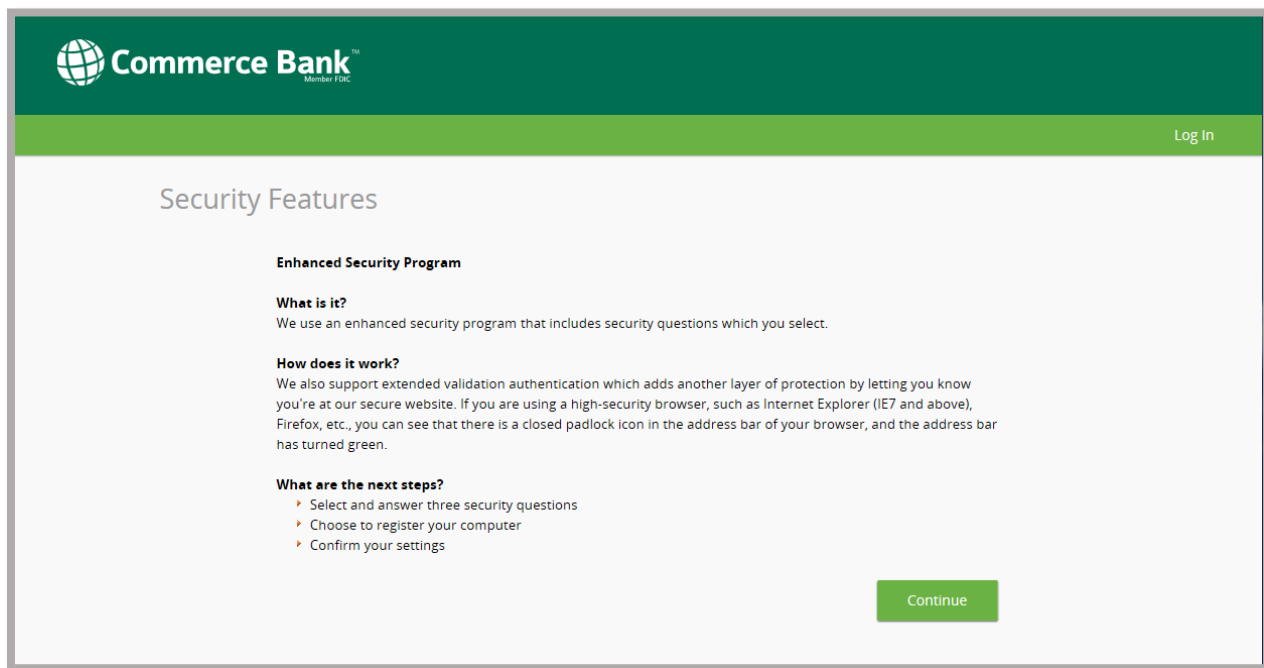 Commerce Bank™
Member FDIC
Log In
Security Features
Enhanced Security Program
What is it?
We use an enhanced security program that includes security questions which you select.
How does it work?
We also support extended validation authentication which adds another layer of protection by letting you know
you're at our secure website. If you are using a high-security browser, such as Internet Explorer (IE7 and above),
Firefox, etc., you can see that there is a closed padlock icon in the address bar of your browser, and the address bar
has turned green.
What are the next steps?
Select and answer three security questions
Choose to register your computer
Confirm your settings
Continue